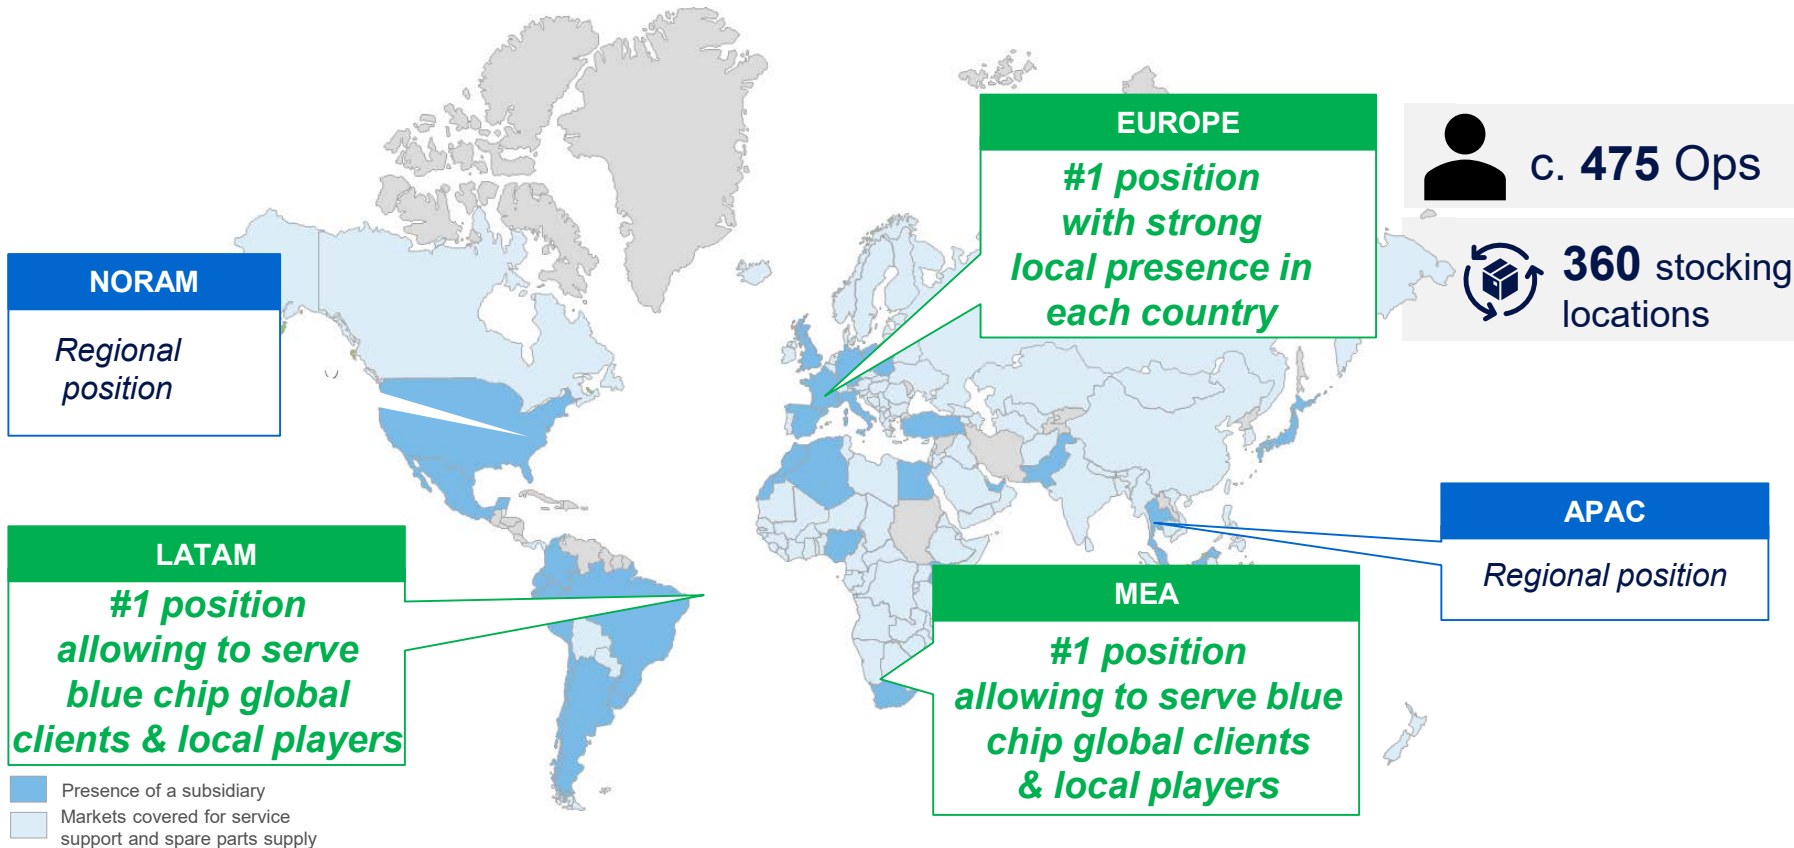 EUROPE
#1 position
with strong
local presence in
each country
c. 475 Ops
360 stocking
locations
NORAM
Regional
position
LATAM
#1 position
allowing to serve
blue chip global
clients & local players
MEA
#1 position
allowing to serve blue
chip global clients
& local players
APAC
Regional position
Presence of a subsidiary
Markets covered for service
support and spare parts supply